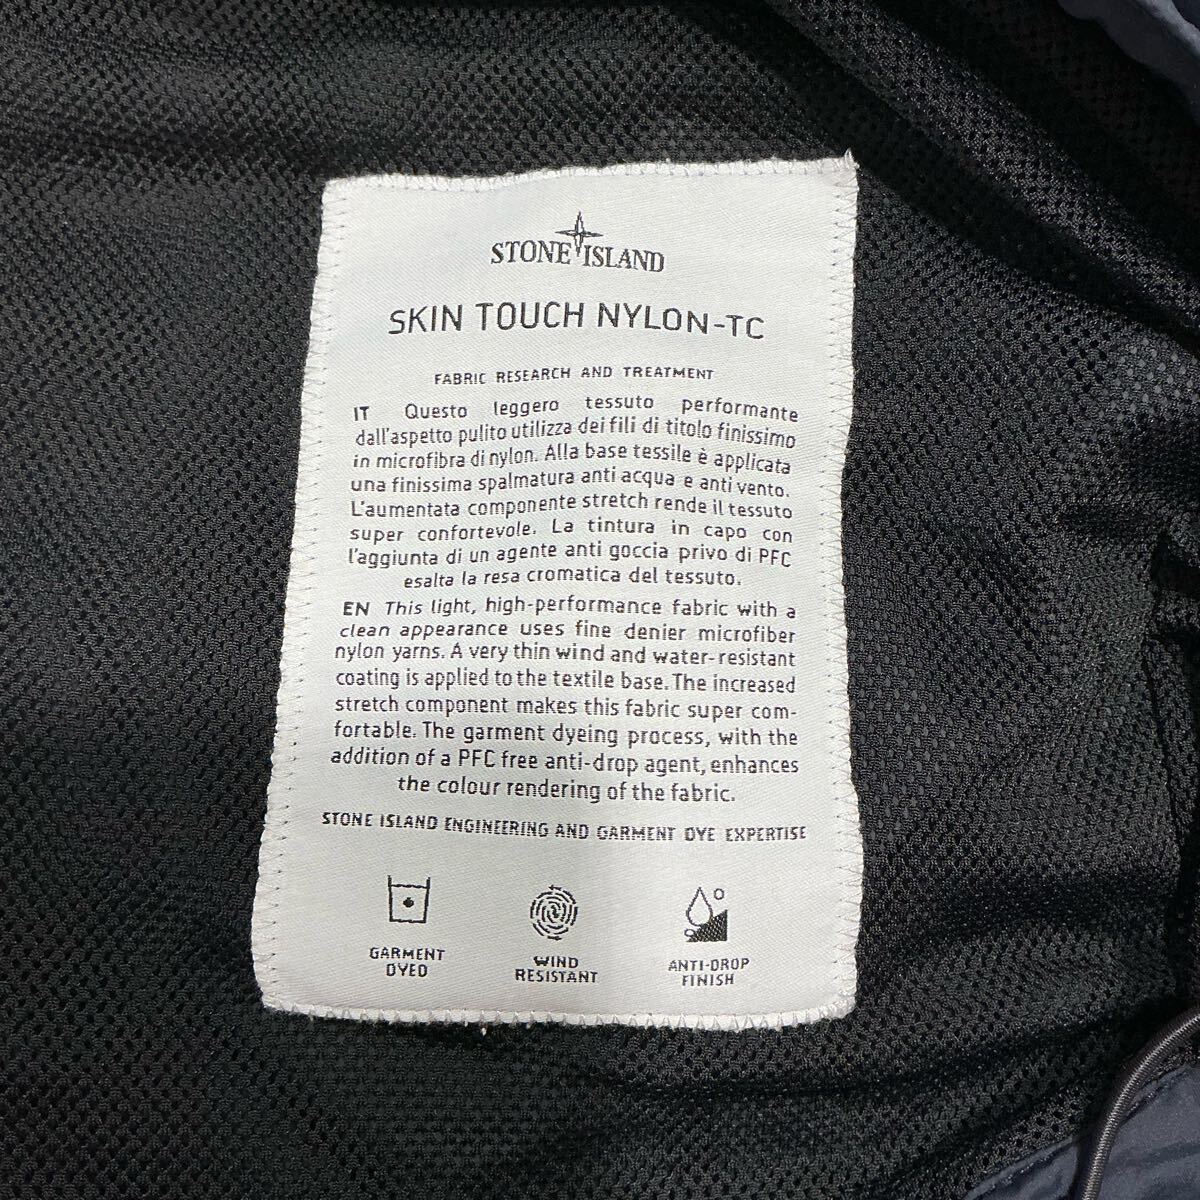 STONE ISLAND
SKIN TOUCH NYLON-TC
FABRIC RESEARCH AND TREATMENT
IT Questo leggero tessuto performante
dall'aspetto pulito utilizza dei fili di titolo finissimo
in microfibra di nylon. Alla base tessile è applicata
una finissima spalmatura anti acqua e anti vento.
L'aumentata componente stretch rende il tessuto
super confortevole. La tintura in capo con
l'aggiunta di un agente anti goccia privo di PFC
esalta la resa cromatica del tessuto.
EN This light, high-performance fabric with a
clean appearance uses fine denier microfiber
nylon yarns. A very thin wind and water-resistant
coating is applied to the textile base. The increased
stretch component makes this fabric super com-
fortable. The garment dyeing process, with the
addition of a PFC free anti-drop agent, enhances
the colour rendering of the fabric.
STONE ISLAND ENGINEERING AND GARMENT DYE EXPERTISE
GARMENT
DYED
WIND
RESISTANT
ANTI-DROP
FINISH